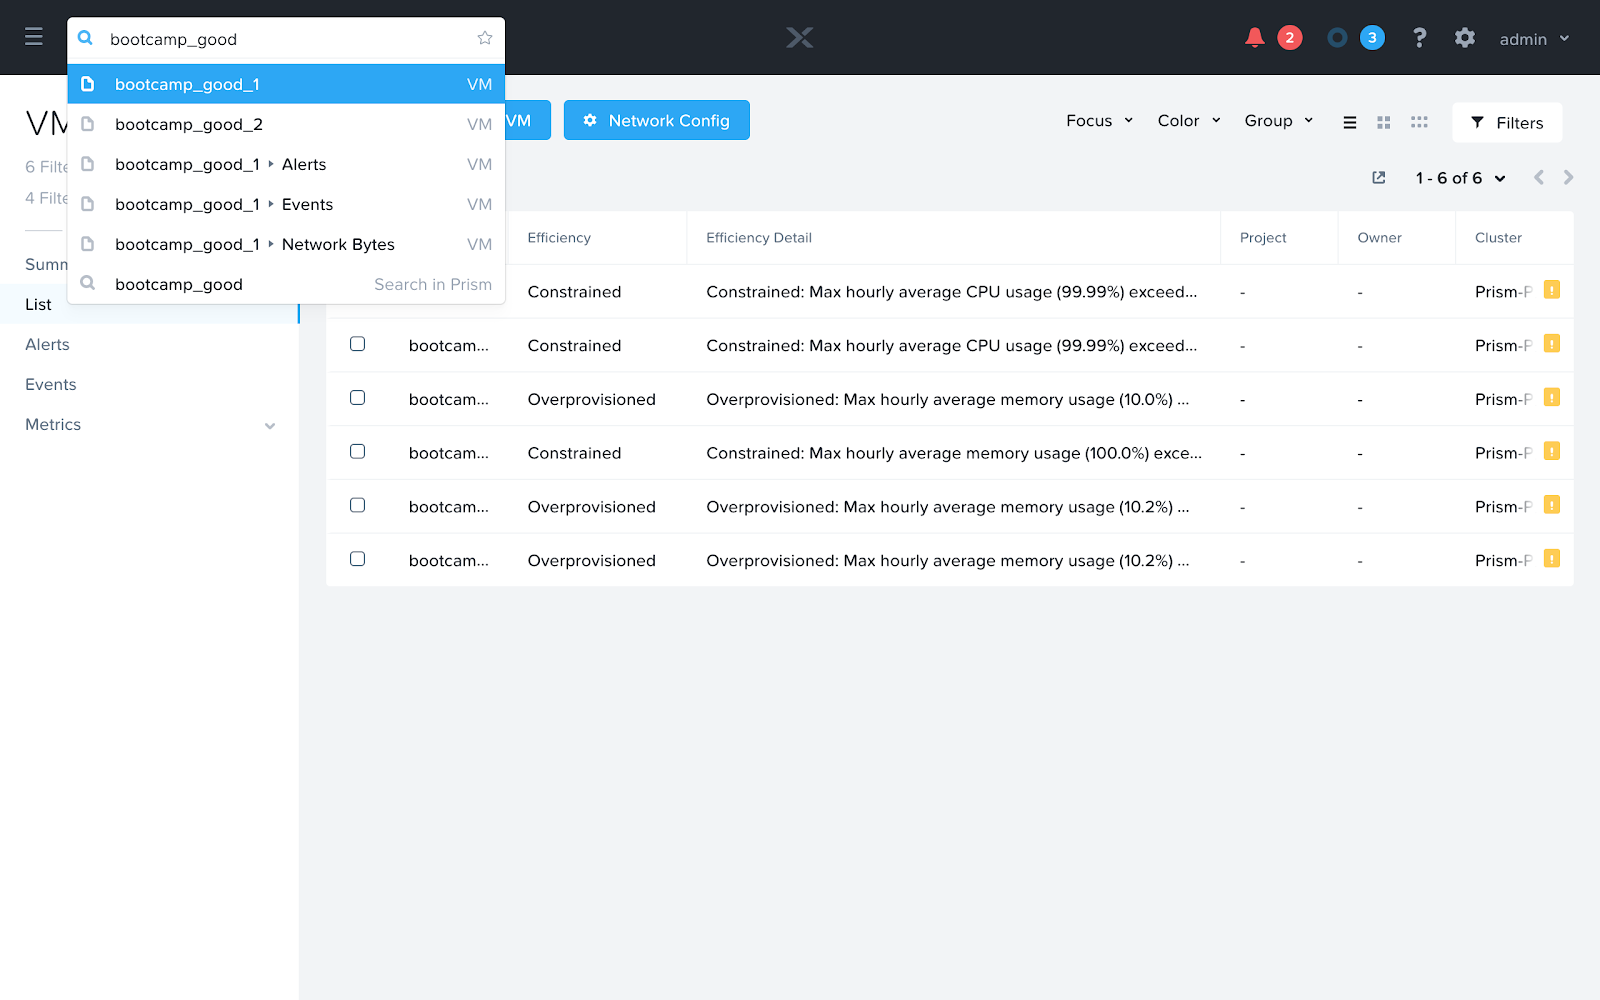 bootcamp_good
2
3
?
admin
bootcamp_good_1 VM
bootcamp_good_2 VM
bootcamp_good_1 Alerts VM
bootcamp_good_1 Events VM
bootcamp_good_1 Network Bytes VM
bootcamp_good Search in Prism
VM
6 Filte
4 Filte
Summ
List
Alerts
Events
Metrics
VM
Network Config
Focus
Color
Group
Filters
1 - 6 of 6
Efficiency Efficiency Detail Project Owner Cluster
Constrained Constrained: Max hourly average CPU usage (99.99%) exceed... - - Prism-P
bootcam... Constrained Constrained: Max hourly average CPU usage (99.99%) exceed... - - Prism-P
bootcam... Overprovisioned Overprovisioned: Max hourly average memory usage (10.0%) ... - - Prism-P
bootcam... Constrained Constrained: Max hourly average memory usage (100.0%) exce... - - Prism-P
bootcam... Overprovisioned Overprovisioned: Max hourly average memory usage (10.2%) ... - - Prism-P
bootcam... Overprovisioned Overprovisioned: Max hourly average memory usage (10.2%) ... - - Prism-P